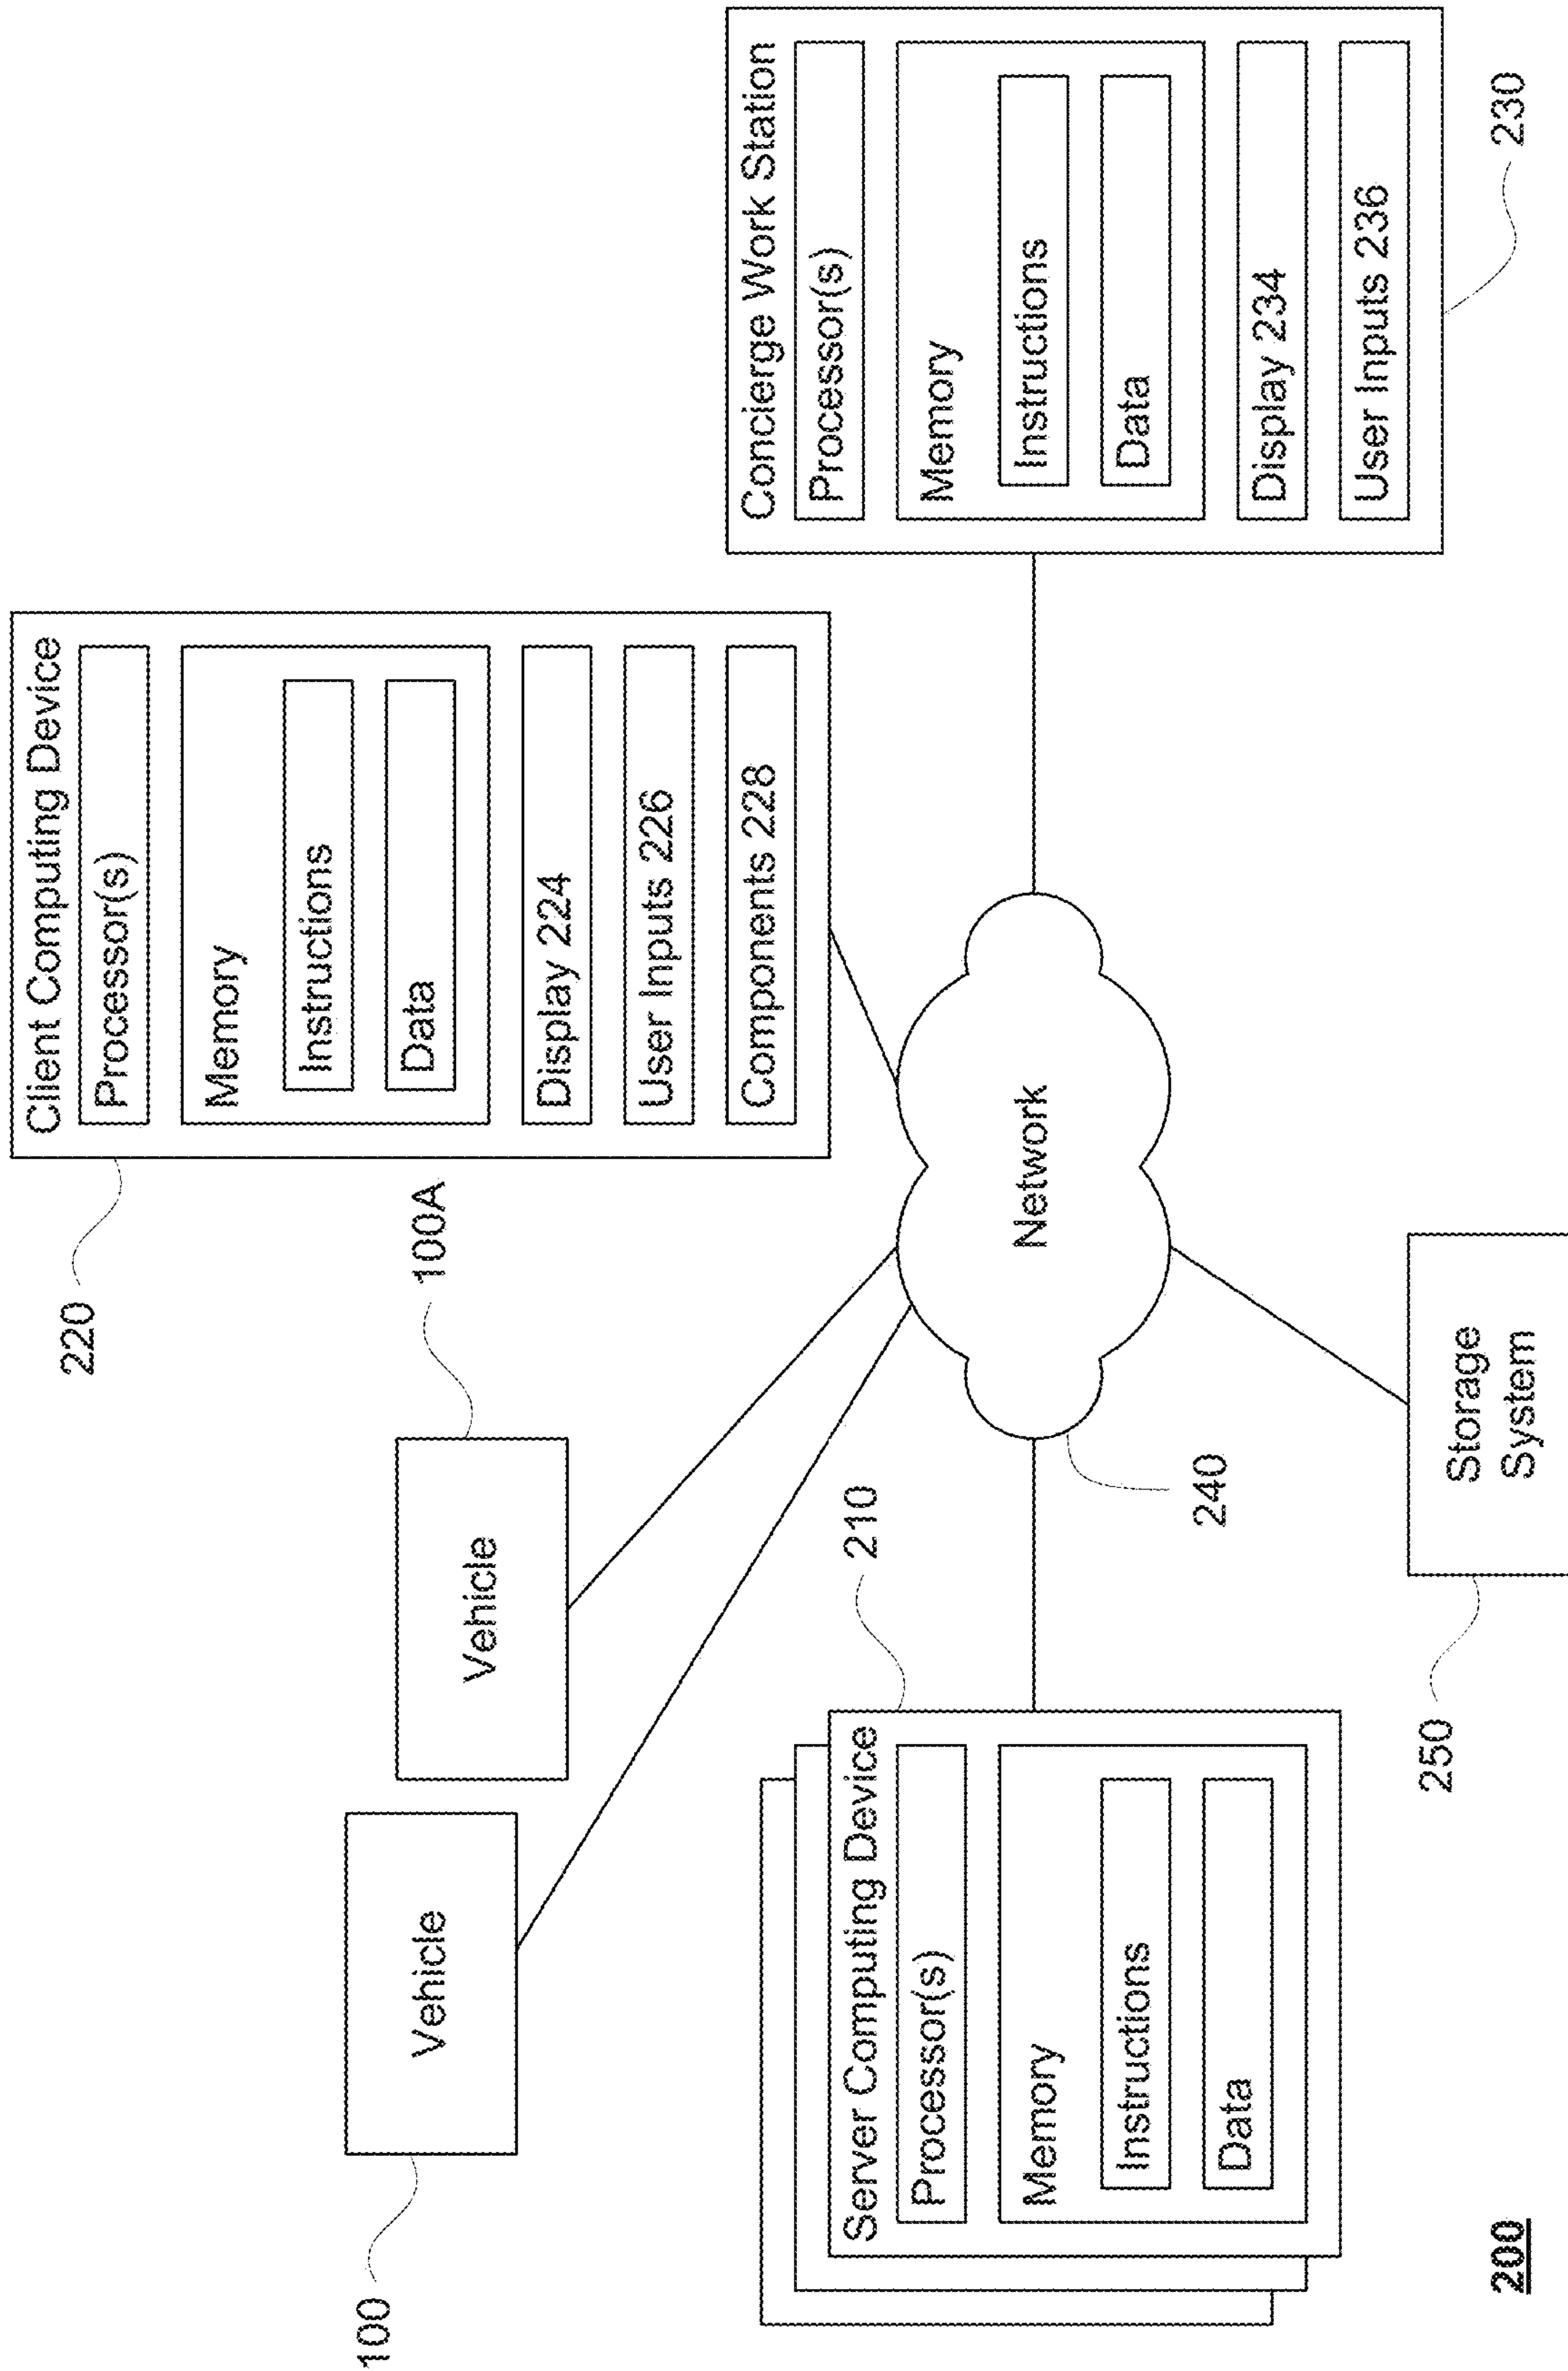 220
Client Computing Device
Processor(s)
Memory
Instructions
Data
Display 224
User Inputs 226
Components 228
100
Vehicle
Vehicle
100A
Concierge Work Station
Processor(s)
Memory
Instructions
Data
Display 234
User Inputs 236
230
Server Computing Device
Processor(s)
Memory
Instructions
Data
210
Network
240
Storage
System
250
200